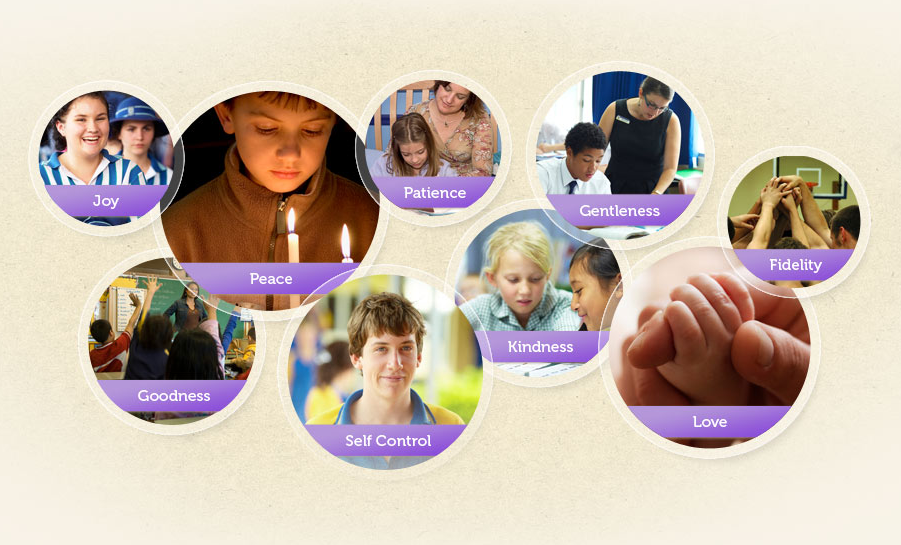 Joy
Peace
Patience
Gentleness
Fidelity
Goodness
Self Control
Kindness
Love